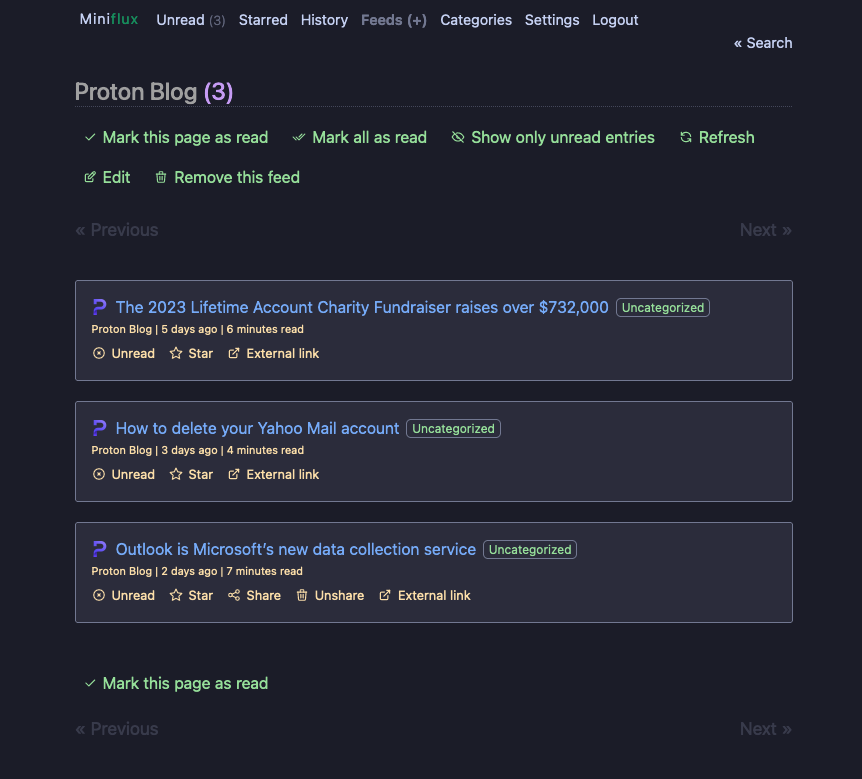 Miniflux Unread (3) Starred History Feeds (+) Categories Settings Logout
« Search
Proton Blog (3)
Mark this page as read Mark all as read Show only unread entries Refresh
Edit Remove this feed
« Previous Next »
The 2023 Lifetime Account Charity Fundraiser raises over $732,000 Uncategorized
Proton Blog | 5 days ago | 6 minutes read
Unread Star External link
How to delete your Yahoo Mail account Uncategorized
Proton Blog | 3 days ago | 4 minutes read
Unread Star External link
Outlook is Microsoft’s new data collection service Uncategorized
Proton Blog | 2 days ago | 7 minutes read
Unread Star Share Unshare External link
Mark this page as read
« Previous Next »